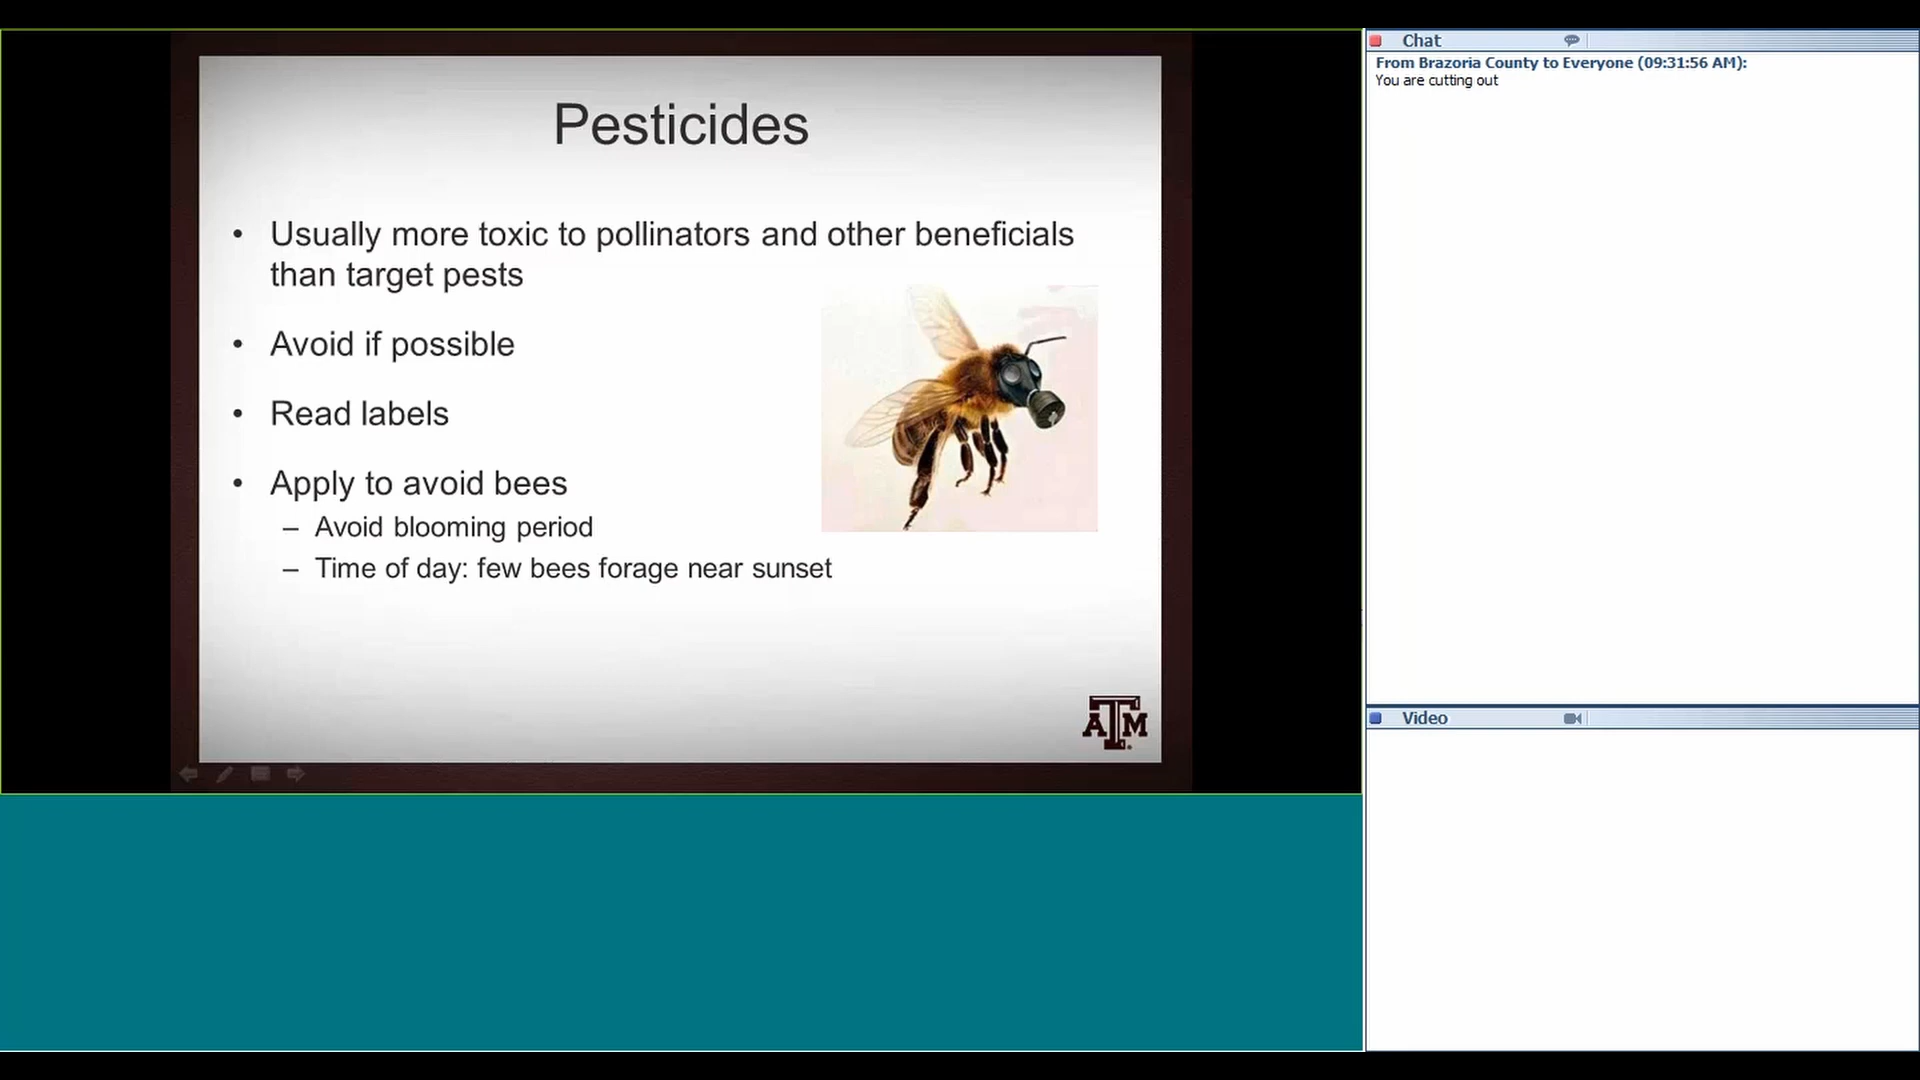 Pesticides
• Usually more toxic to pollinators and other beneficials
than target pests
• Avoid if possible
• Read labels
• Apply to avoid bees
– Avoid blooming period
– Time of day: few bees forage near sunset
ATM
Chat
From Brazoria County to Everyone (09:31:56 AM):
You are cutting out
Video